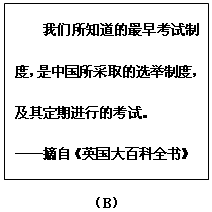 我们所知道的最早考试制
度，是中国所采取的选举制度，
及其定期进行的考试。
——摘自《英国大百科全书》
（B）